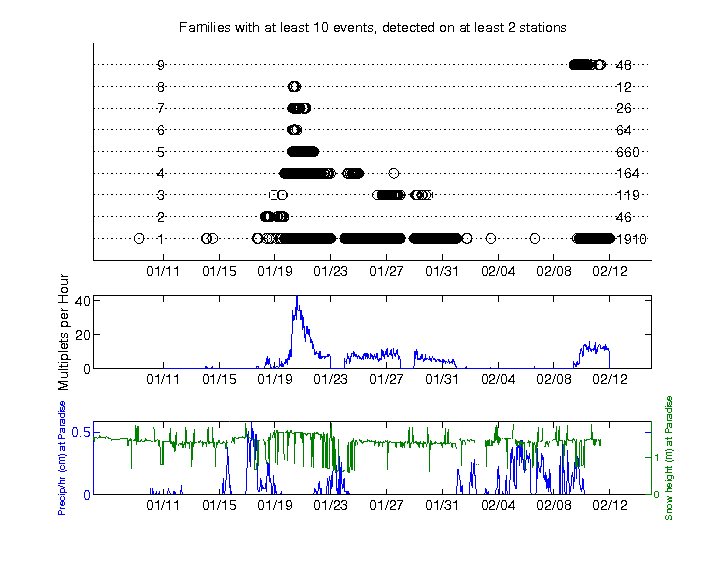 Families with at least 10 events, detected on at least 2 stations
9 48
8 12
7 26
6 64
5 660
4 164
3 119
2 46
1 1910
01/11 01/15 01/19 01/23 01/27 01/31 02/04 02/08 02/12
Multiplets per Hour
40
20
0
01/11 01/15 01/19 01/23 01/27 01/31 02/04 02/08 02/12
Precip/hr (cm) at Paradise
0.5
0
Snow height (m) at Paradise
1
0
01/11 01/15 01/19 01/23 01/27 01/31 02/04 02/08 02/12